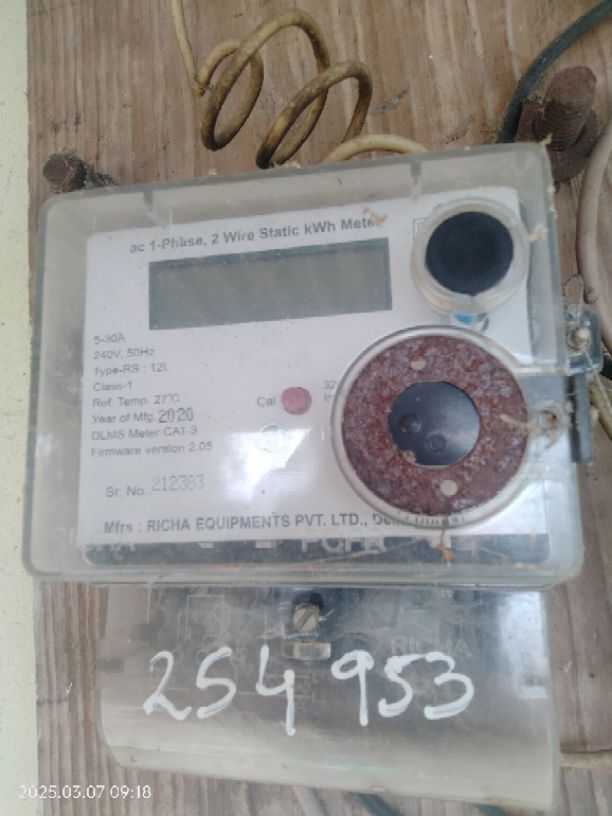 ac 1-Phase, 2 Wire Static kWh Meter
5-30A
240V, 50Hz
Type-RS : 12L
Class-1
Ref. Temp. 27°C
Cal
Year of Mfg. 2020
DLMS Meter CAT-3
Firmware version 2.05
Sr. No. 212383
Mfrs : RICHA EQUIPMENTS PVT. LTD.,
RICHA
254953
2025.03.07 09:18